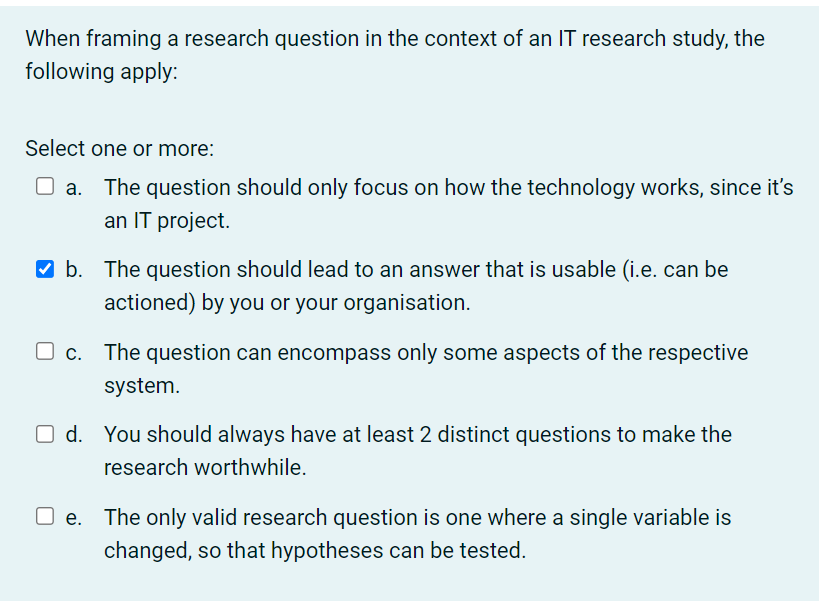 When framing a research question in the context of an IT research study, the
following apply:
Select one or more:
a. The question should only focus on how the technology works, since it’s
an IT project.
b. The question should lead to an answer that is usable (i.e. can be
actioned) by you or your organisation.
c. The question can encompass only some aspects of the respective
system.
d. You should always have at least 2 distinct questions to make the
research worthwhile.
e. The only valid research question is one where a single variable is
changed, so that hypotheses can be tested.